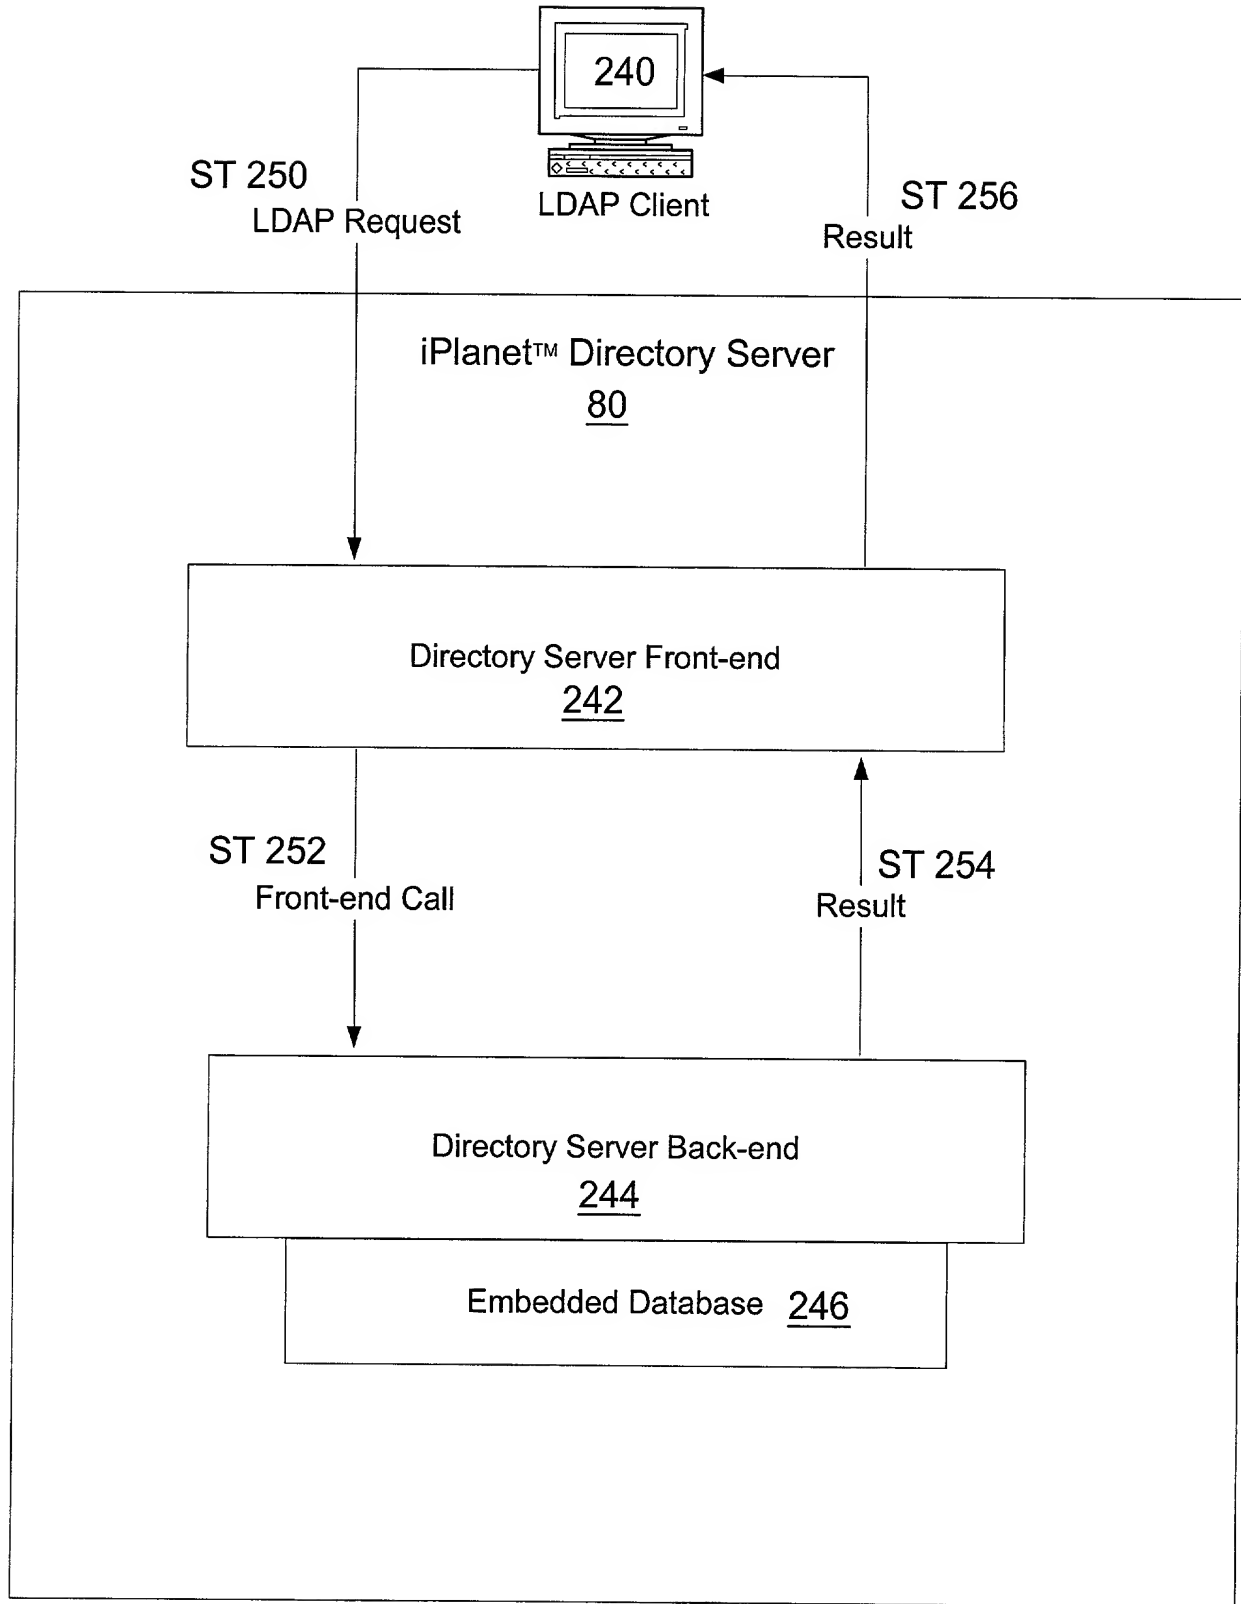 240
LDAP Client
ST 250
LDAP Request
ST 256
Result
iPlanet™ Directory Server
80
Directory Server Front-end
242
ST 252
Front-end Call
ST 254
Result
Directory Server Back-end
244
Embedded Database 246